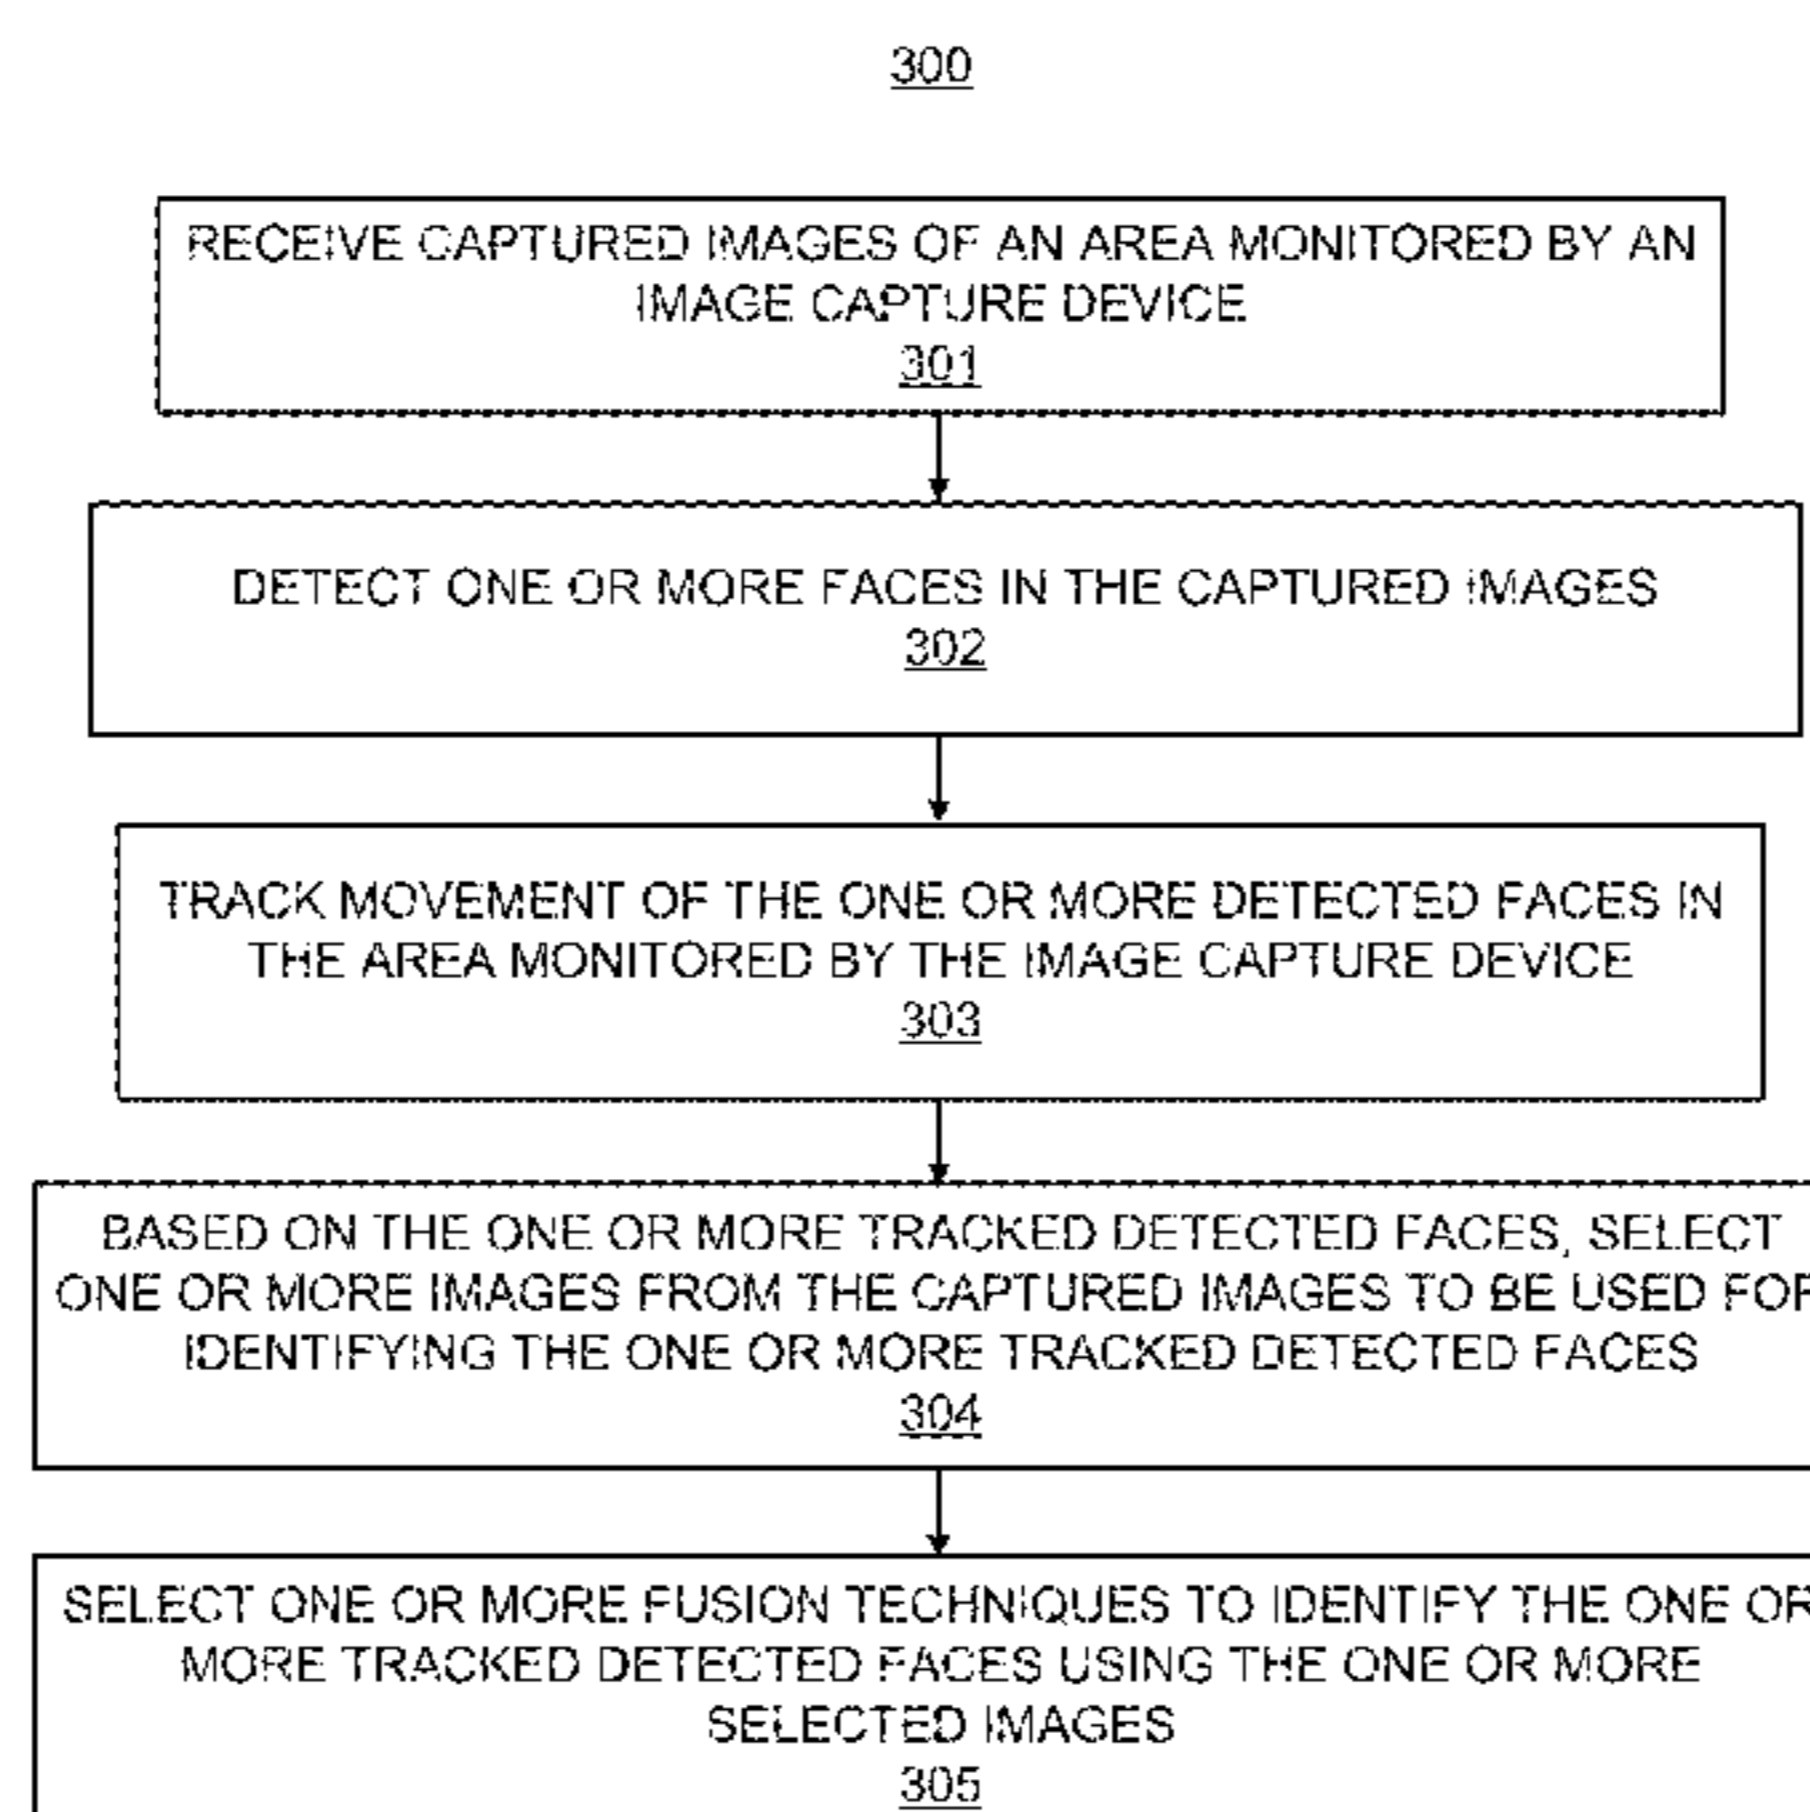 300
RECEIVE CAPTURED IMAGES OF AN AREA MONITORED BY AN
IMAGE CAPTURE DEVICE
301
DETECT ONE OR MORE FACES IN THE CAPTURED IMAGES
302
TRACK MOVEMENT OF THE ONE OR MORE DETECTED FACES IN
THE AREA MONITORED BY THE IMAGE CAPTURE DEVICE
303
BASED ON THE ONE OR MORE TRACKED DETECTED FACES, SELECT
ONE OR MORE IMAGES FROM THE CAPTURED IMAGES TO BE USED FOR
IDENTIFYING THE ONE OR MORE TRACKED DETECTED FACES
304
SELECT ONE OR MORE FUSION TECHNIQUES TO IDENTIFY THE ONE OR
MORE TRACKED DETECTED FACES USING THE ONE OR MORE
SELECTED IMAGES
305